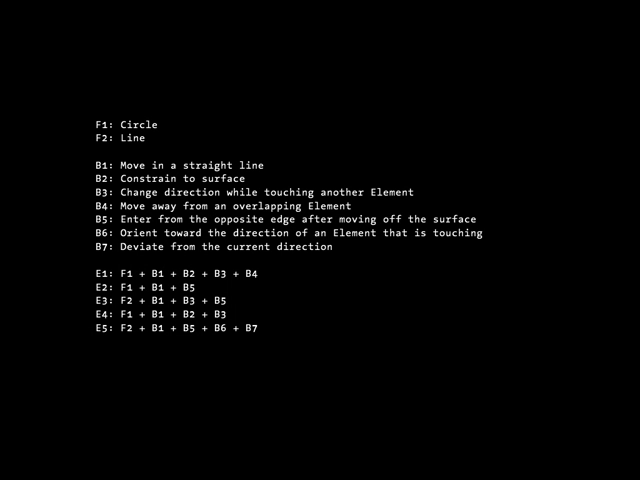 F1: Circle
F2: Line
B1: Move in a straight line
B2: Constrain to surface
B3: Change direction while touching another Element
B4: Move away from an overlapping Element
B5: Enter from the opposite edge after moving off the surface
B6: Orient toward the direction of an Element that is touching
B7: Deviate from the current direction
E1: F1 + B1 + B2 + B3 + B4
E2: F1 + B1 + B5
E3: F2 + B1 + B3 + B5
E4: F1 + B1 + B2 + B3
E5: F2 + B1 + B5 + B6 + B7